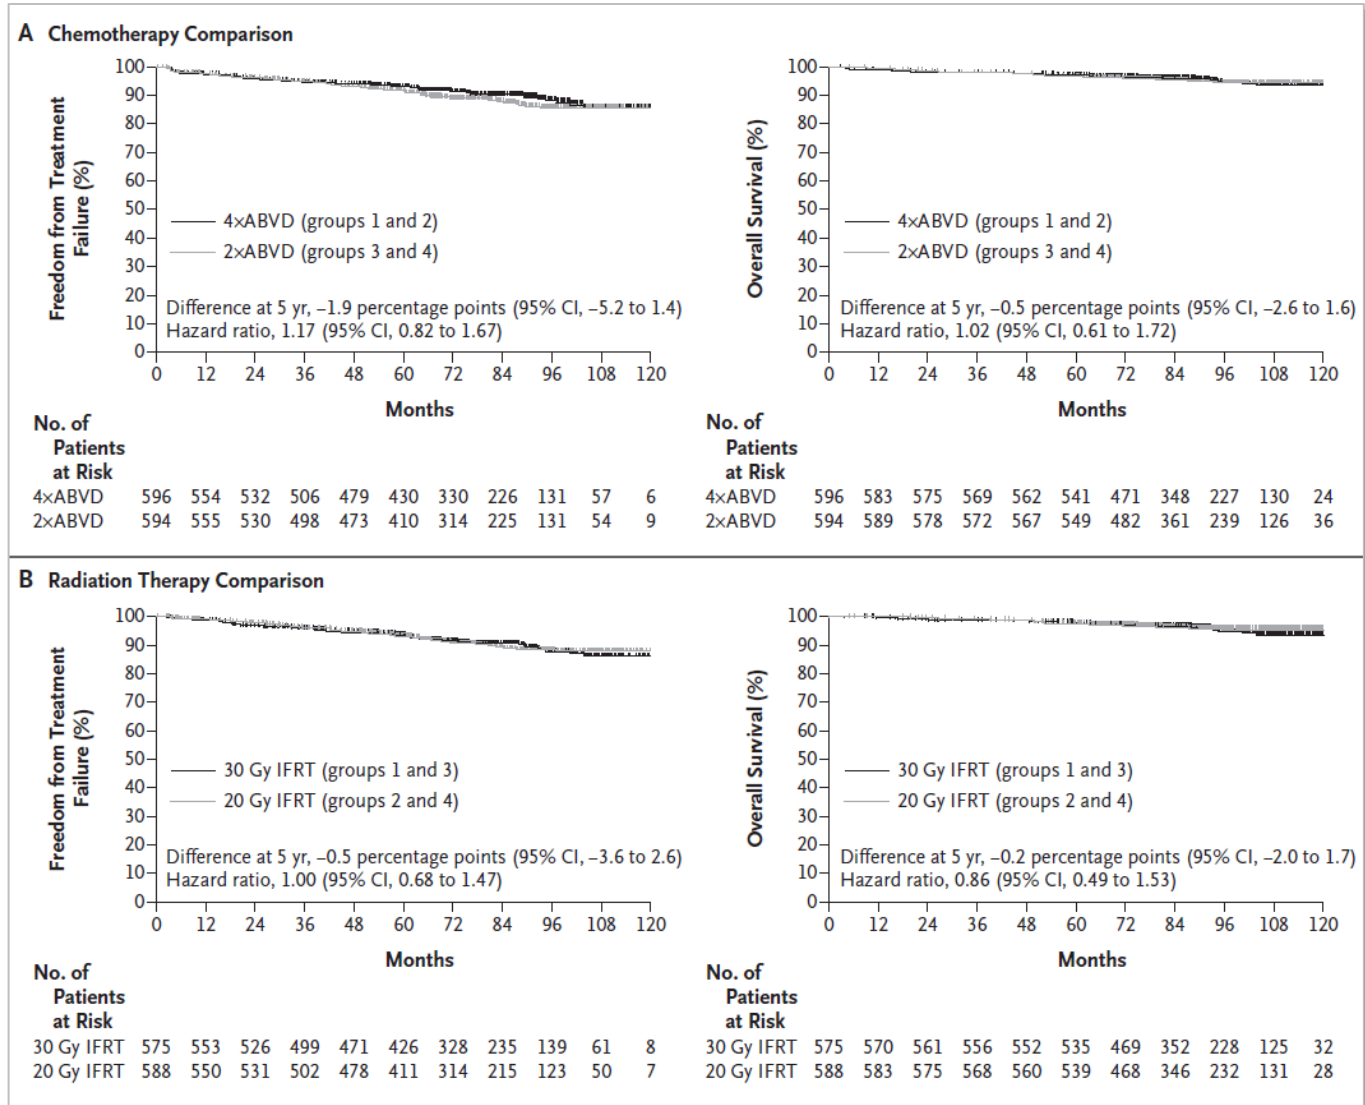 A Chemotherapy Comparison
Freedom from Treatment
Failure (%)
100
90
80
70
60
50
40
30
20
10
0
4×ABVD (groups 1 and 2)
2×ABVD (groups 3 and 4)
Difference at 5 yr, –1.9 percentage points (95% CI, –5.2 to 1.4)
Hazard ratio, 1.17 (95% CI, 0.82 to 1.67)
0 12 24 36 48 60 72 84 96 108 120
Months
No. of
Patients
at Risk
4×ABVD 596 554 532 506 479 430 330 226 131 57 6
2×ABVD 594 555 530 498 473 410 314 225 131 54 9
Overall Survival (%)
100
90
80
70
60
50
40
30
20
10
0
4×ABVD (groups 1 and 2)
2×ABVD (groups 3 and 4)
Difference at 5 yr, –0.5 percentage points (95% CI, –2.6 to 1.6)
Hazard ratio, 1.02 (95% CI, 0.61 to 1.72)
0 12 24 36 48 60 72 84 96 108 120
Months
No. of
Patients
at Risk
4×ABVD 596 583 575 569 562 541 471 348 227 130 24
2×ABVD 594 589 578 572 567 549 482 361 239 126 36
B Radiation Therapy Comparison
Freedom from Treatment
Failure (%)
100
90
80
70
60
50
40
30
20
10
0
30 Gy IFRT (groups 1 and 3)
20 Gy IFRT (groups 2 and 4)
Difference at 5 yr, –0.5 percentage points (95% CI, –3.6 to 2.6)
Hazard ratio, 1.00 (95% CI, 0.68 to 1.47)
0 12 24 36 48 60 72 84 96 108 120
Months
No. of
Patients
at Risk
30 Gy IFRT 575 553 526 499 471 426 328 235 139 61 8
20 Gy IFRT 588 550 531 502 478 411 314 215 123 50 7
Overall Survival (%)
100
90
80
70
60
50
40
30
20
10
0
30 Gy IFRT (groups 1 and 3)
20 Gy IFRT (groups 2 and 4)
Difference at 5 yr, –0.2 percentage points (95% CI, –2.0 to 1.7)
Hazard ratio, 0.86 (95% CI, 0.49 to 1.53)
0 12 24 36 48 60 72 84 96 108 120
Months
No. of
Patients
at Risk
30 Gy IFRT 575 570 561 556 552 535 469 352 228 125 32
20 Gy IFRT 588 583 575 568 560 539 468 346 232 131 28